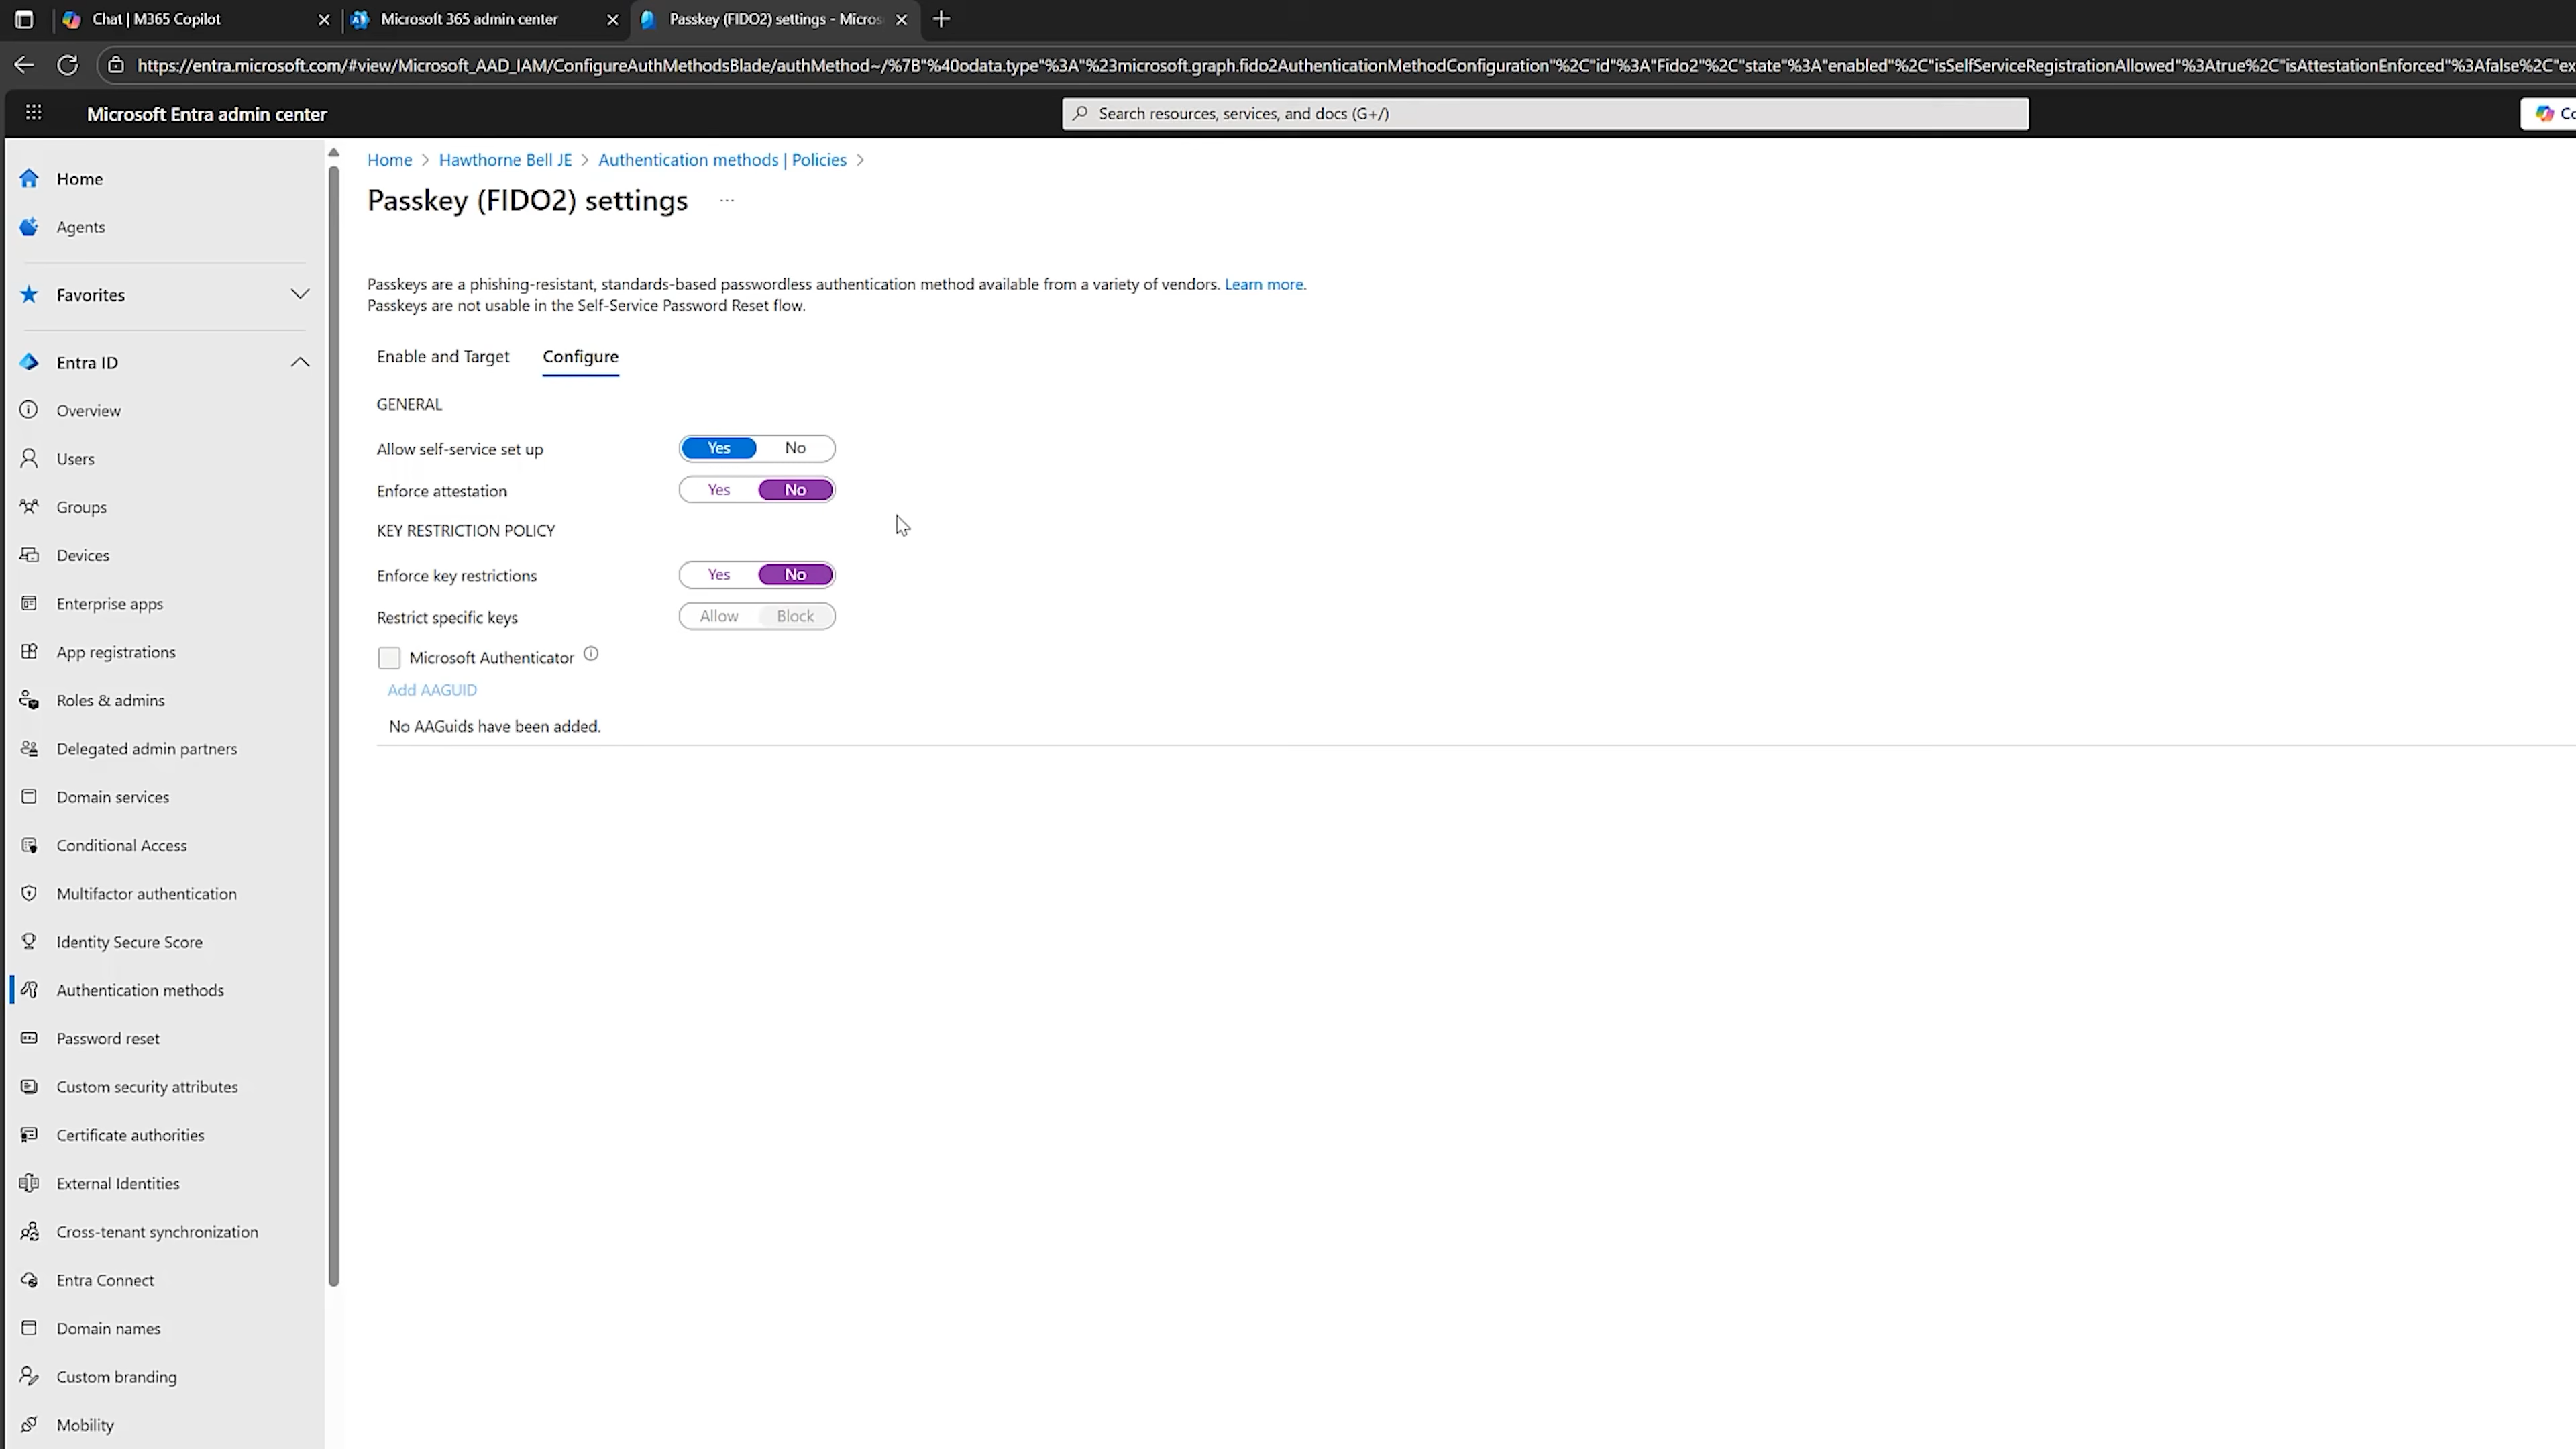 Chat | M365 Copilot
Microsoft 365 admin center
Passkey (FIDO2) settings - Micros
https://entra.microsoft.com/#view/Microsoft_AAD_IAM/ConfigureAuthMethodsBlade/authMethod~/%7B"%40odata.type"%3A"%23microsoft.graph.fido2AuthenticationMethodConfiguration"%2C"id"%3A"Fido2"%2C"state"%3A"enabled"%2C"isSelfServiceRegistrationAllowed"%3Atrue%2C"isAttestationEnforced"%3Afalse%2C"ex
Microsoft Entra admin center
Search resources, services, and docs (G+/)
Co
Home
Agents
Favorites
Entra ID
Overview
Users
Groups
Devices
Enterprise apps
App registrations
Roles & admins
Delegated admin partners
Domain services
Conditional Access
Multifactor authentication
Identity Secure Score
Authentication methods
Password reset
Custom security attributes
Certificate authorities
External Identities
Cross-tenant synchronization
Entra Connect
Domain names
Custom branding
Mobility
Home > Hawthorne Bell JE > Authentication methods | Policies >
Passkey (FIDO2) settings ...
Passkeys are a phishing-resistant, standards-based passwordless authentication method available from a variety of vendors. Learn more.
Passkeys are not usable in the Self-Service Password Reset flow.
Enable and Target Configure
GENERAL
Allow self-service set up Yes No
Enforce attestation Yes No
KEY RESTRICTION POLICY
Enforce key restrictions Yes No
Restrict specific keys Allow Block
Microsoft Authenticator
Add AAGUID
No AAGuids have been added.